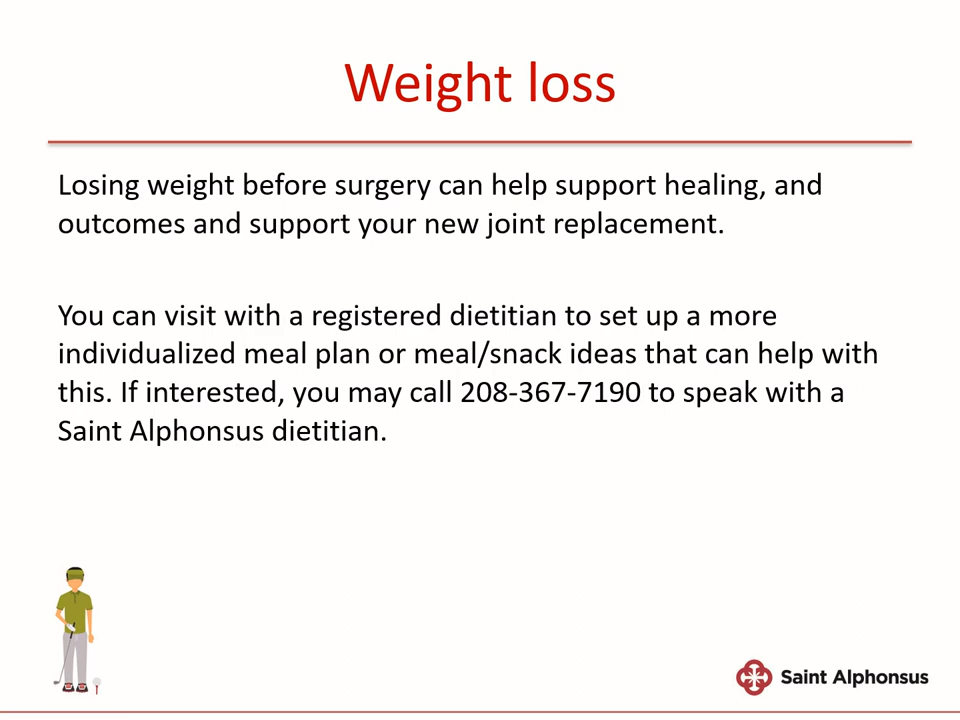 Weight loss
Losing weight before surgery can help support healing, and
outcomes and support your new joint replacement.
You can visit with a registered dietitian to set up a more
individualized meal plan or meal/snack ideas that can help with
this. If interested, you may call 208-367-7190 to speak with a
Saint Alphonsus dietitian.
Saint Alphonsus